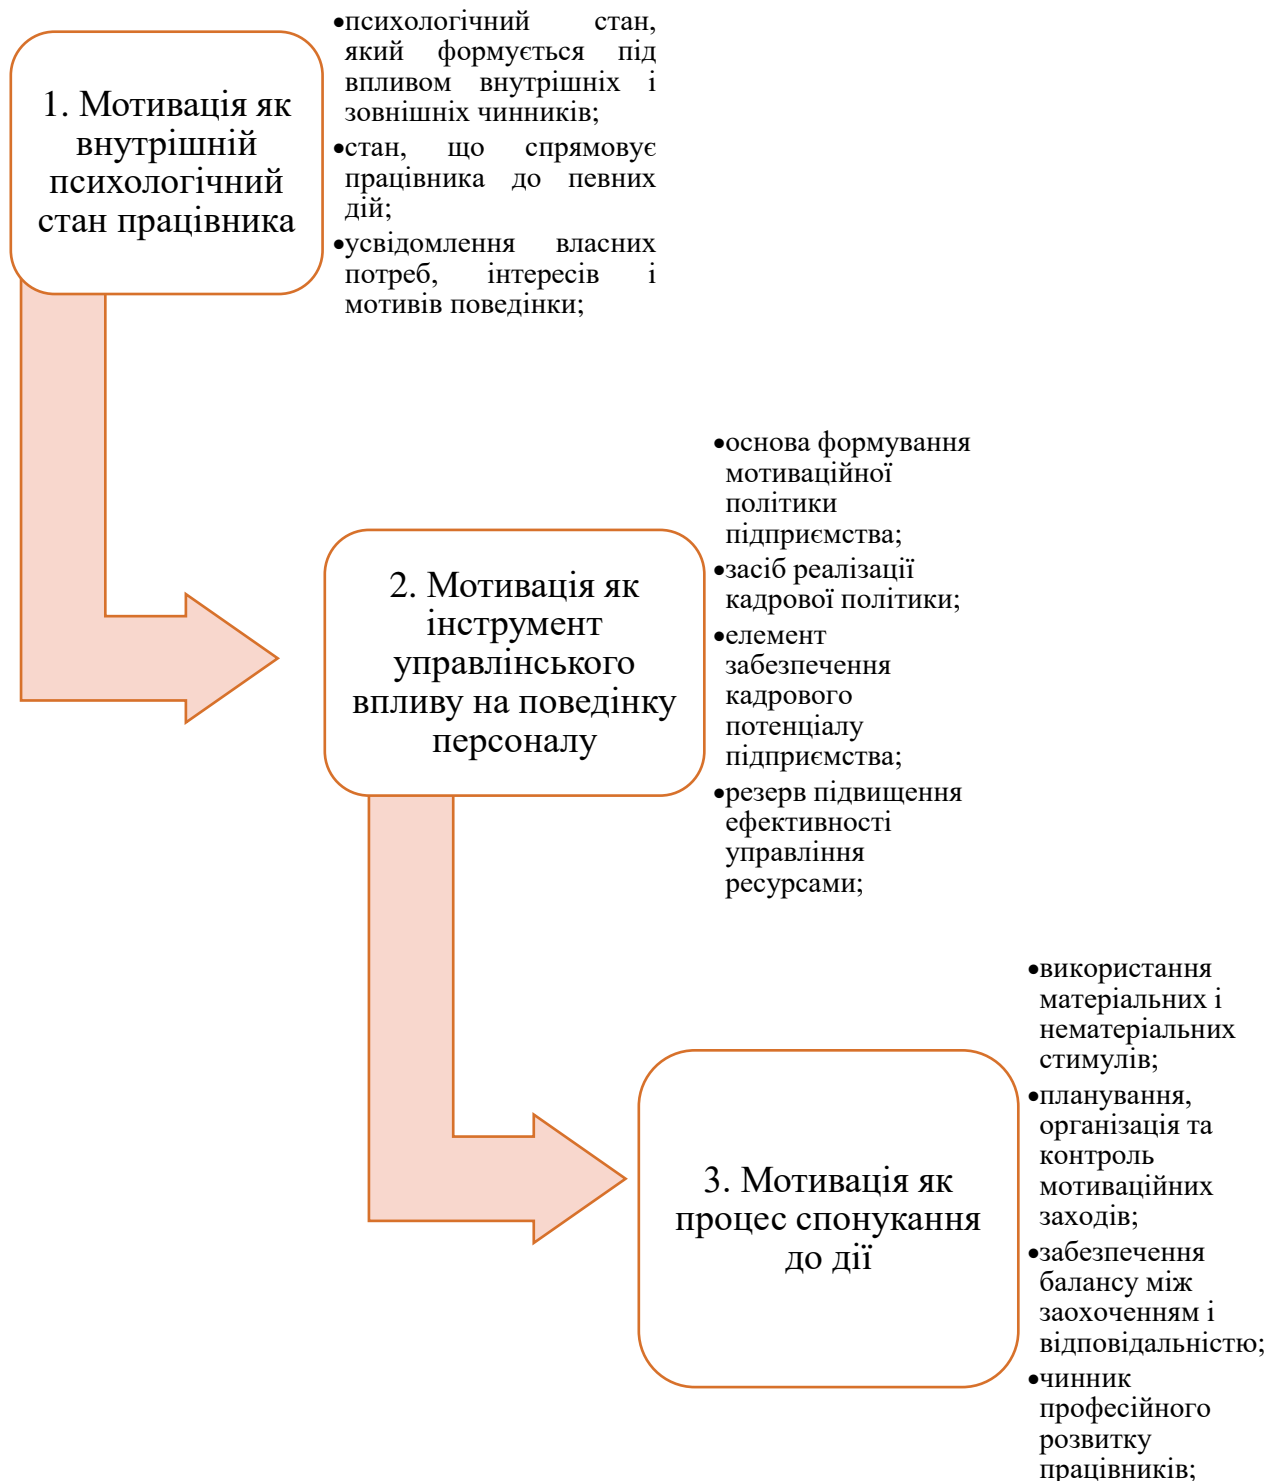 1. Мотивація як
внутрішній
психологічний
стан працівника
•психологічний стан,
який формується під
впливом внутрішніх і
зовнішніх чинників;
•стан, що спрямовує
працівника до певних
дій;
•усвідомлення власних
потреб, інтересів і
мотивів поведінки;
2. Мотивація як
інструмент
управлінського
впливу на поведінку
персоналу
•основа формування
мотиваційної
політики
підприємства;
•засіб реалізації
кадрової політики;
•елемент
забезпечення
кадрового
потенціалу
підприємства;
•резерв підвищення
ефективності
управління
ресурсами;
3. Мотивація як
процес спонукання
до дії
•використання
матеріальних і
нематеріальних
стимулів;
•планування,
організація та
контроль
мотиваційних
заходів;
•забезпечення
балансу між
заохоченням і
відповідальністю;
•чинник
професійного
розвитку
працівників;